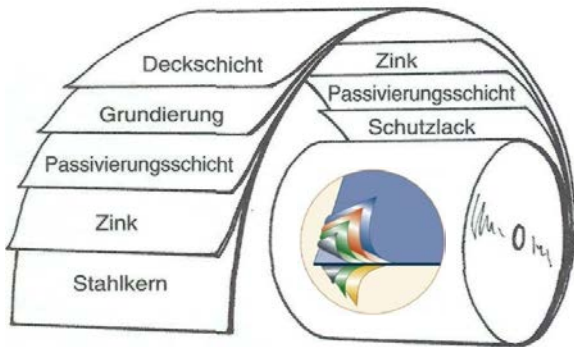 Deckschicht
Grundierung
Passivierungsschicht
Zink
Stahlkern
Zink
Passivierungsschicht
Schutzlack